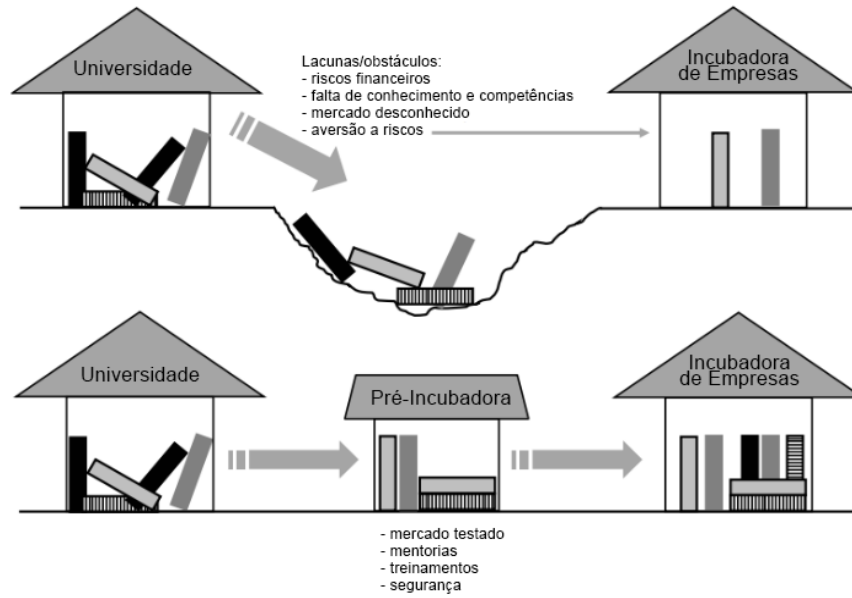 Universidade
Lacunas/obstáculos:
- riscos financeiros
- falta de conhecimento e competências
- mercado desconhecido
- aversão a riscos
Incubadora
de Empresas
Universidade
Pré-Incubadora
Incubadora
de Empresas
- mercado testado
- mentorias
- treinamentos
- segurança